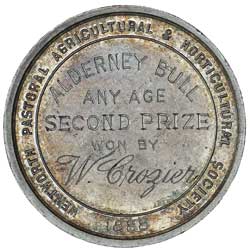 WENTWORTH PASTORAL AGRICULTURAL & HORTICULTURAL SOCIETY
ALDERNEY BULL
ANY AGE
SECOND PRIZE
WON BY
W. Crozier
1888